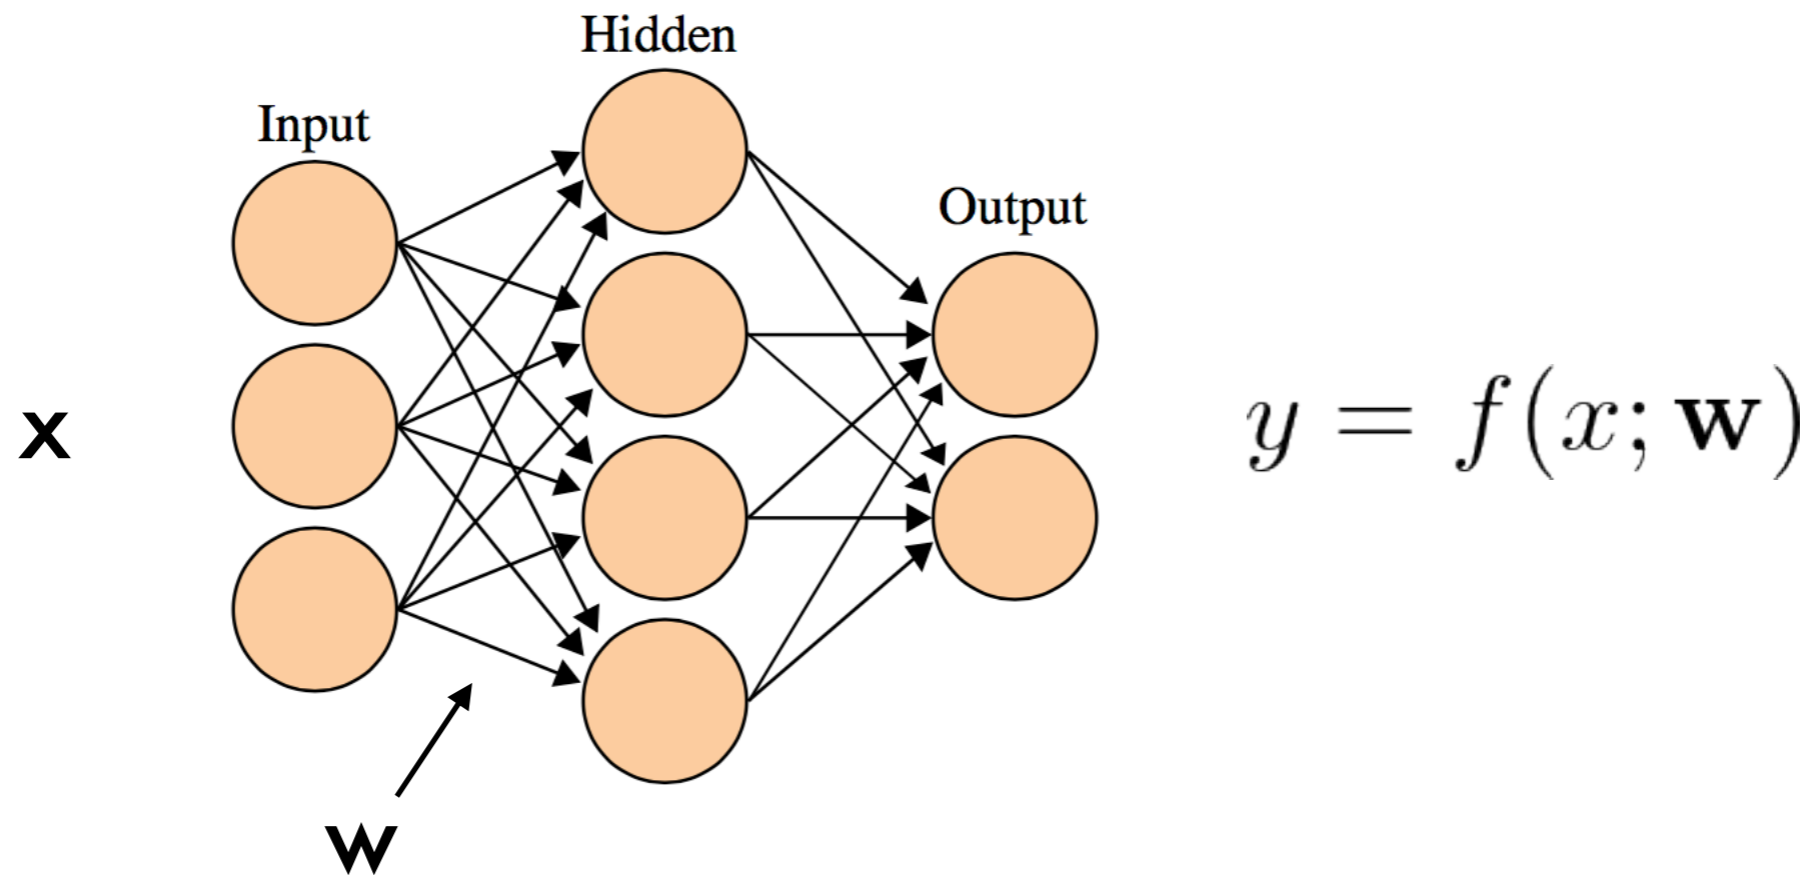 Hidden
Input
Output
x
y = f(x; w)
w